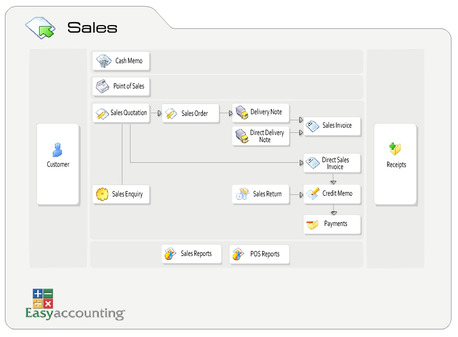 Sales
Cash Memo
Point of Sales
Sales Quotation
Sales Order
Delivery Note
Direct Delivery
Note
Sales Invoice
Customer
Receipts
Direct Sales
Invoice
Sales Enquiry
Sales Return
Credit Memo
Payments
Sales Reports
POS Reports
Easyaccounting